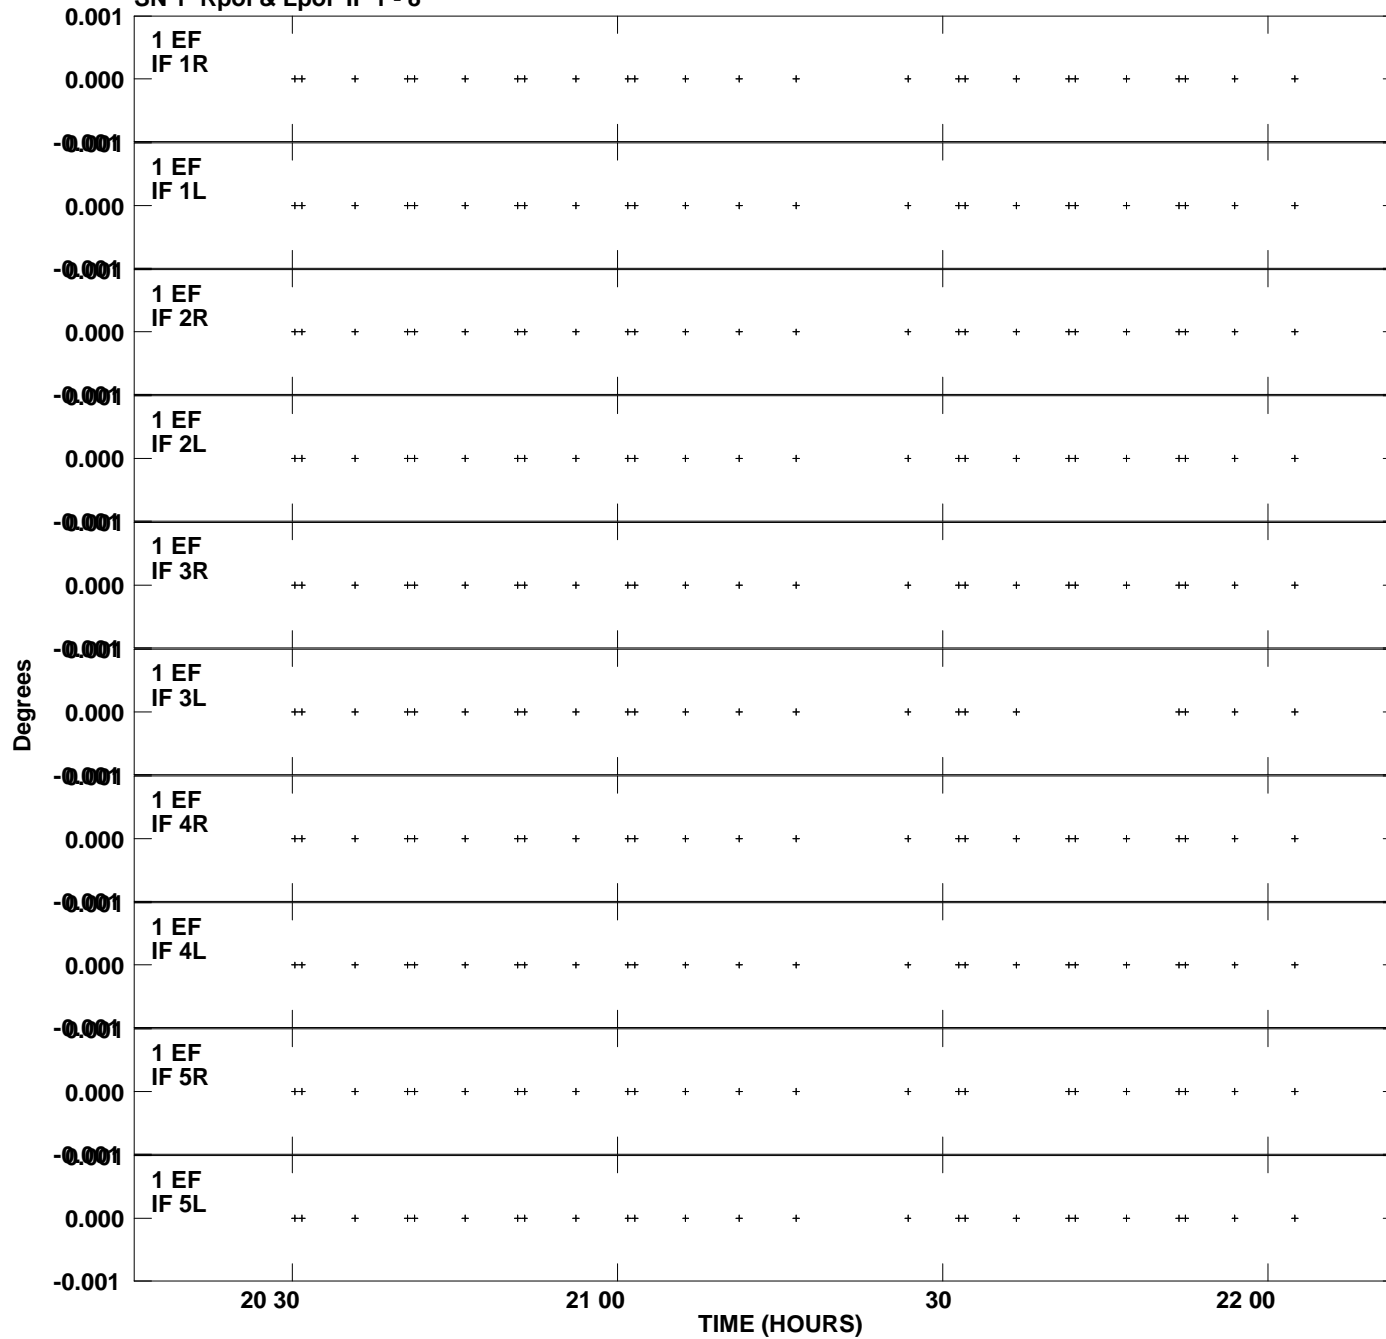 SN 1 Rpol & Lpol IF 1 - 8
0.001
1 EF
IF 1R
0.000
-0.001
1 EF
IF 1L
0.000
-0.001
1 EF
IF 2R
0.000
-0.001
1 EF
IF 2L
0.000
-0.001
1 EF
IF 3R
0.000
-0.001
1 EF
IF 3L
0.000
-0.001
1 EF
IF 4R
0.000
-0.001
1 EF
IF 4L
0.000
-0.001
1 EF
IF 5R
0.000
-0.001
1 EF
IF 5L
0.000
-0.001
Degrees
20 30 21 00 30 22 00
TIME (HOURS)